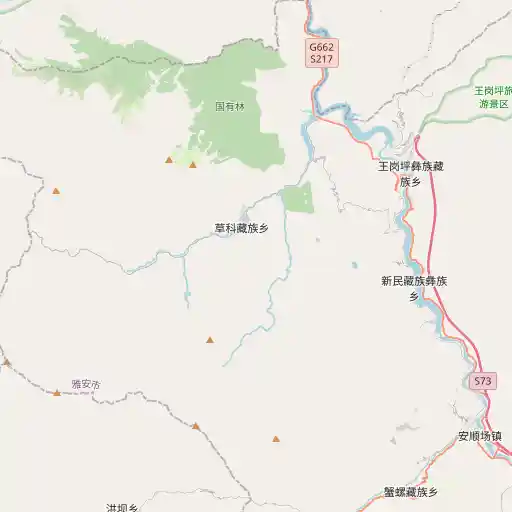 G662
S217
王岗坪旅
游景区
国有林
王岗坪彝族藏
族乡
草科藏族乡
新民藏族彝族
乡
S73
雅安市
安顺场镇
蟹螺藏族乡
洪坝乡